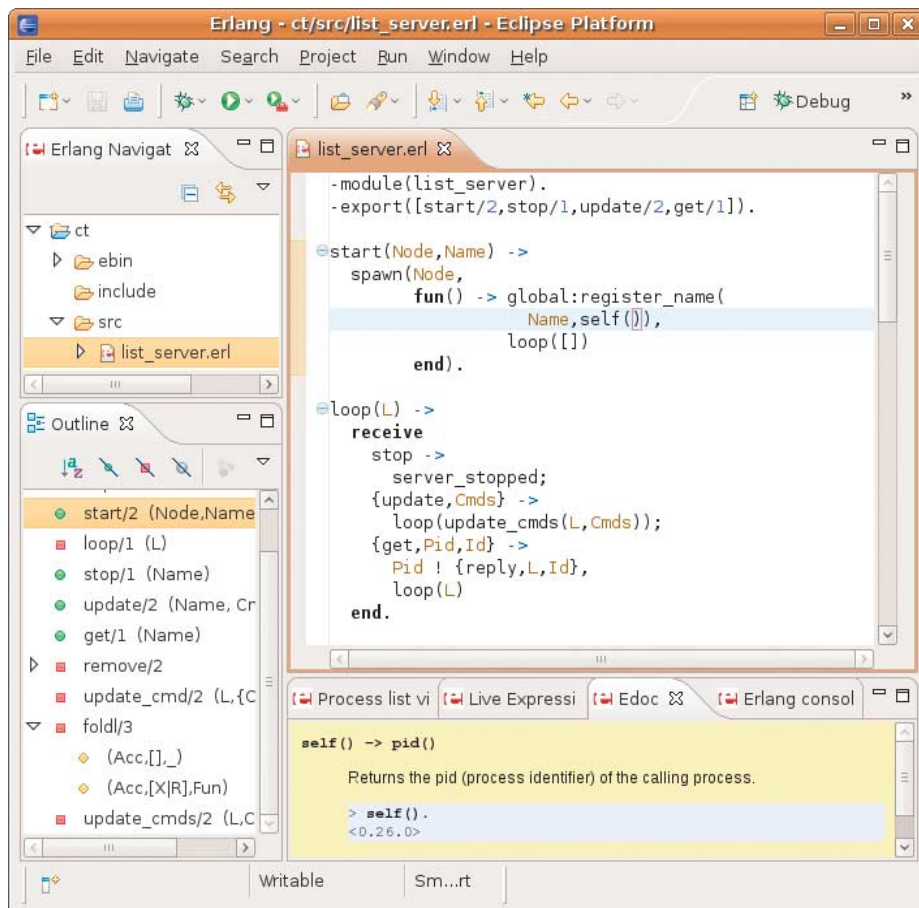 Erlang - ct/src/list_server.erl - Eclipse Platform
File Edit Navigate Search Project Run Window Help
Debug »
Erlang Navigat
ct
ebin
include
src
list_server.erl
Outline
start/2 (Node,Name
loop/1 (L)
stop/1 (Name)
update/2 (Name, Cr
get/1 (Name)
remove/2
update_cmd/2 (L,{C
foldl/3
(Acc,[],_)
(Acc,[X|R],Fun)
update_cmds/2 (L,C
list_server.erl
-module(list_server).
-export([start/2,stop/1,update/2,get/1]).
start(Node,Name) ->
spawn(Node,
fun() -> global:register_name(
Name,self()),
loop([])
end).
loop(L) ->
receive
stop ->
server_stopped;
{update,Cmds} ->
loop(update_cmds(L,Cmds));
{get,Pid,Id} ->
Pid ! {reply,L,Id},
loop(L)
end.
Process list vi Live Expressi Edoc Erlang consol
self() -> pid()
Returns the pid (process identifier) of the calling process.
> self().
<0.26.0>
Writable Sm...rt